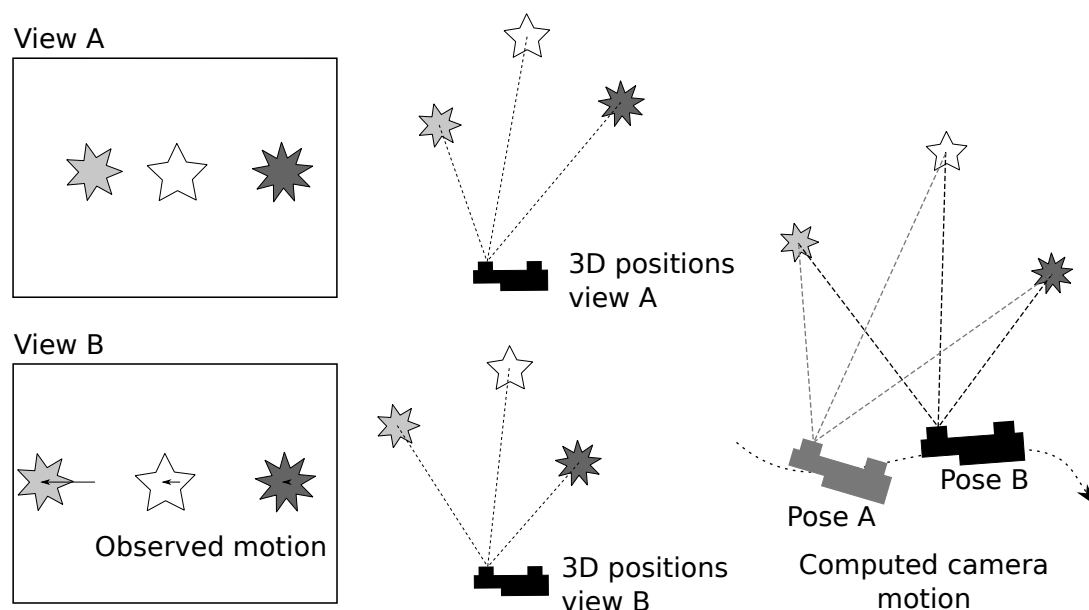 View A
3D positions
view A
View B
Observed motion
3D positions
view B
Pose A
Pose B
Computed camera
motion